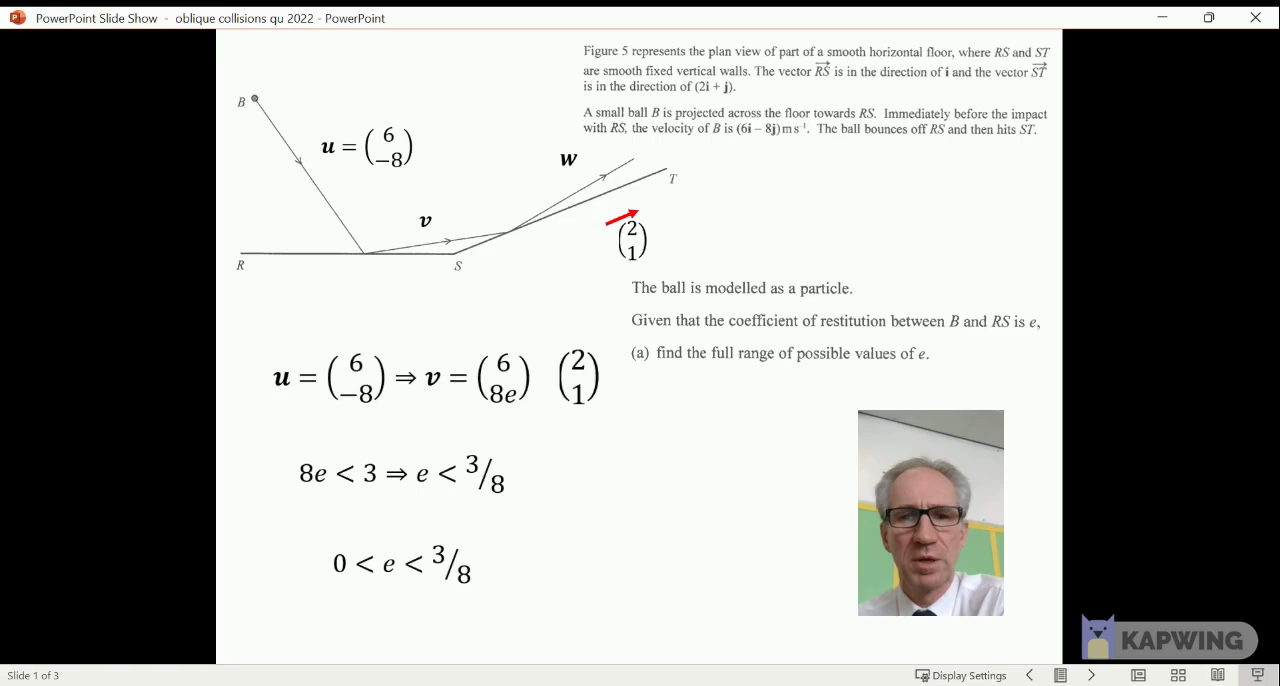 PowerPoint Slide Show - oblique collisions qu 2022 - PowerPoint
Figure 5 represents the plan view of part of a smooth horizontal floor, where RS and ST
are smooth fixed vertical walls. The vector $\overrightarrow{RS}$ is in the direction of i and the vector $\overrightarrow{ST}$
is in the direction of (2i + j).
A small ball B is projected across the floor towards RS. Immediately before the impact
with RS, the velocity of B is (6i – 8j) m s⁻¹. The ball bounces off RS and then hits ST.
B
u = (6
−8)
w
T
v
(2
1)
R
S
The ball is modelled as a particle.
Given that the coefficient of restitution between B and RS is e,
(a) find the full range of possible values of e.
u = (6
−8) ⇒ v = (6
8e) (2
1)
8e < 3 ⇒ e < 3/8
0 < e < 3/8
KAPWING
Slide 1 of 3
Display Settings